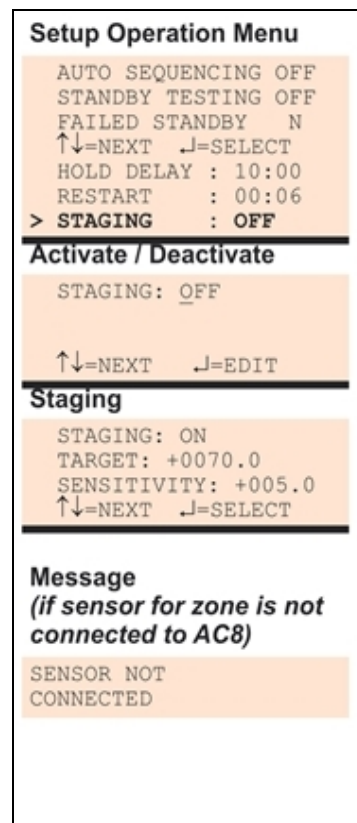 Setup Operation Menu
AUTO SEQUENCING OFF
STANDBY TESTING OFF
FAILED STANDBY N
↑↓=NEXT ↵=SELECT
HOLD DELAY : 10:00
RESTART : 00:06
> STAGING : OFF
Activate / Deactivate
STAGING: OFF
↑↓=NEXT ↵=EDIT
Staging
STAGING: ON
TARGET: +0070.0
SENSITIVITY: +005.0
↑↓=NEXT ↵=SELECT
Message
(if sensor for zone is not
connected to AC8)
SENSOR NOT
CONNECTED